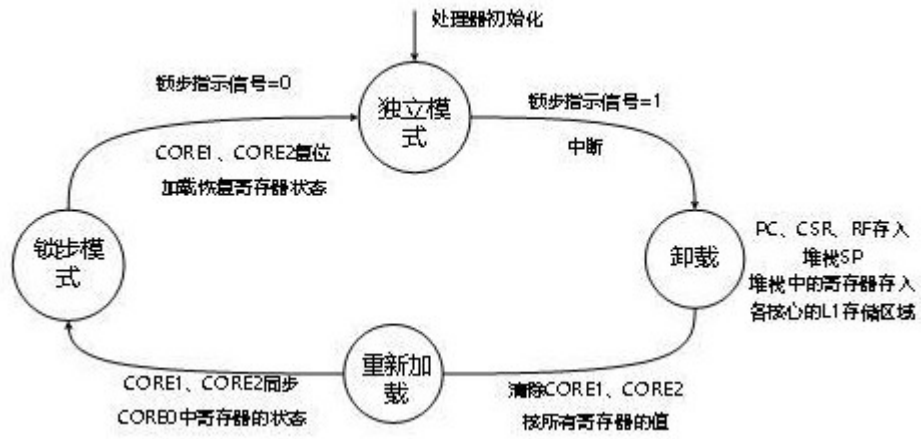 处理器初始化
锁步指示信号=0
独立模
式
锁步指示信号=1
中断
CORE1、CORE2复位
加载恢复寄存器状态
锁步模
式
卸载
PC、CSR、RF存入
堆栈SP
堆栈中的寄存器存入
各核心的L1存储区域
重新加
载
CORE1、CORE2同步
CORE0中寄存器的状态
清除CORE1、CORE2
核所有寄存器的值